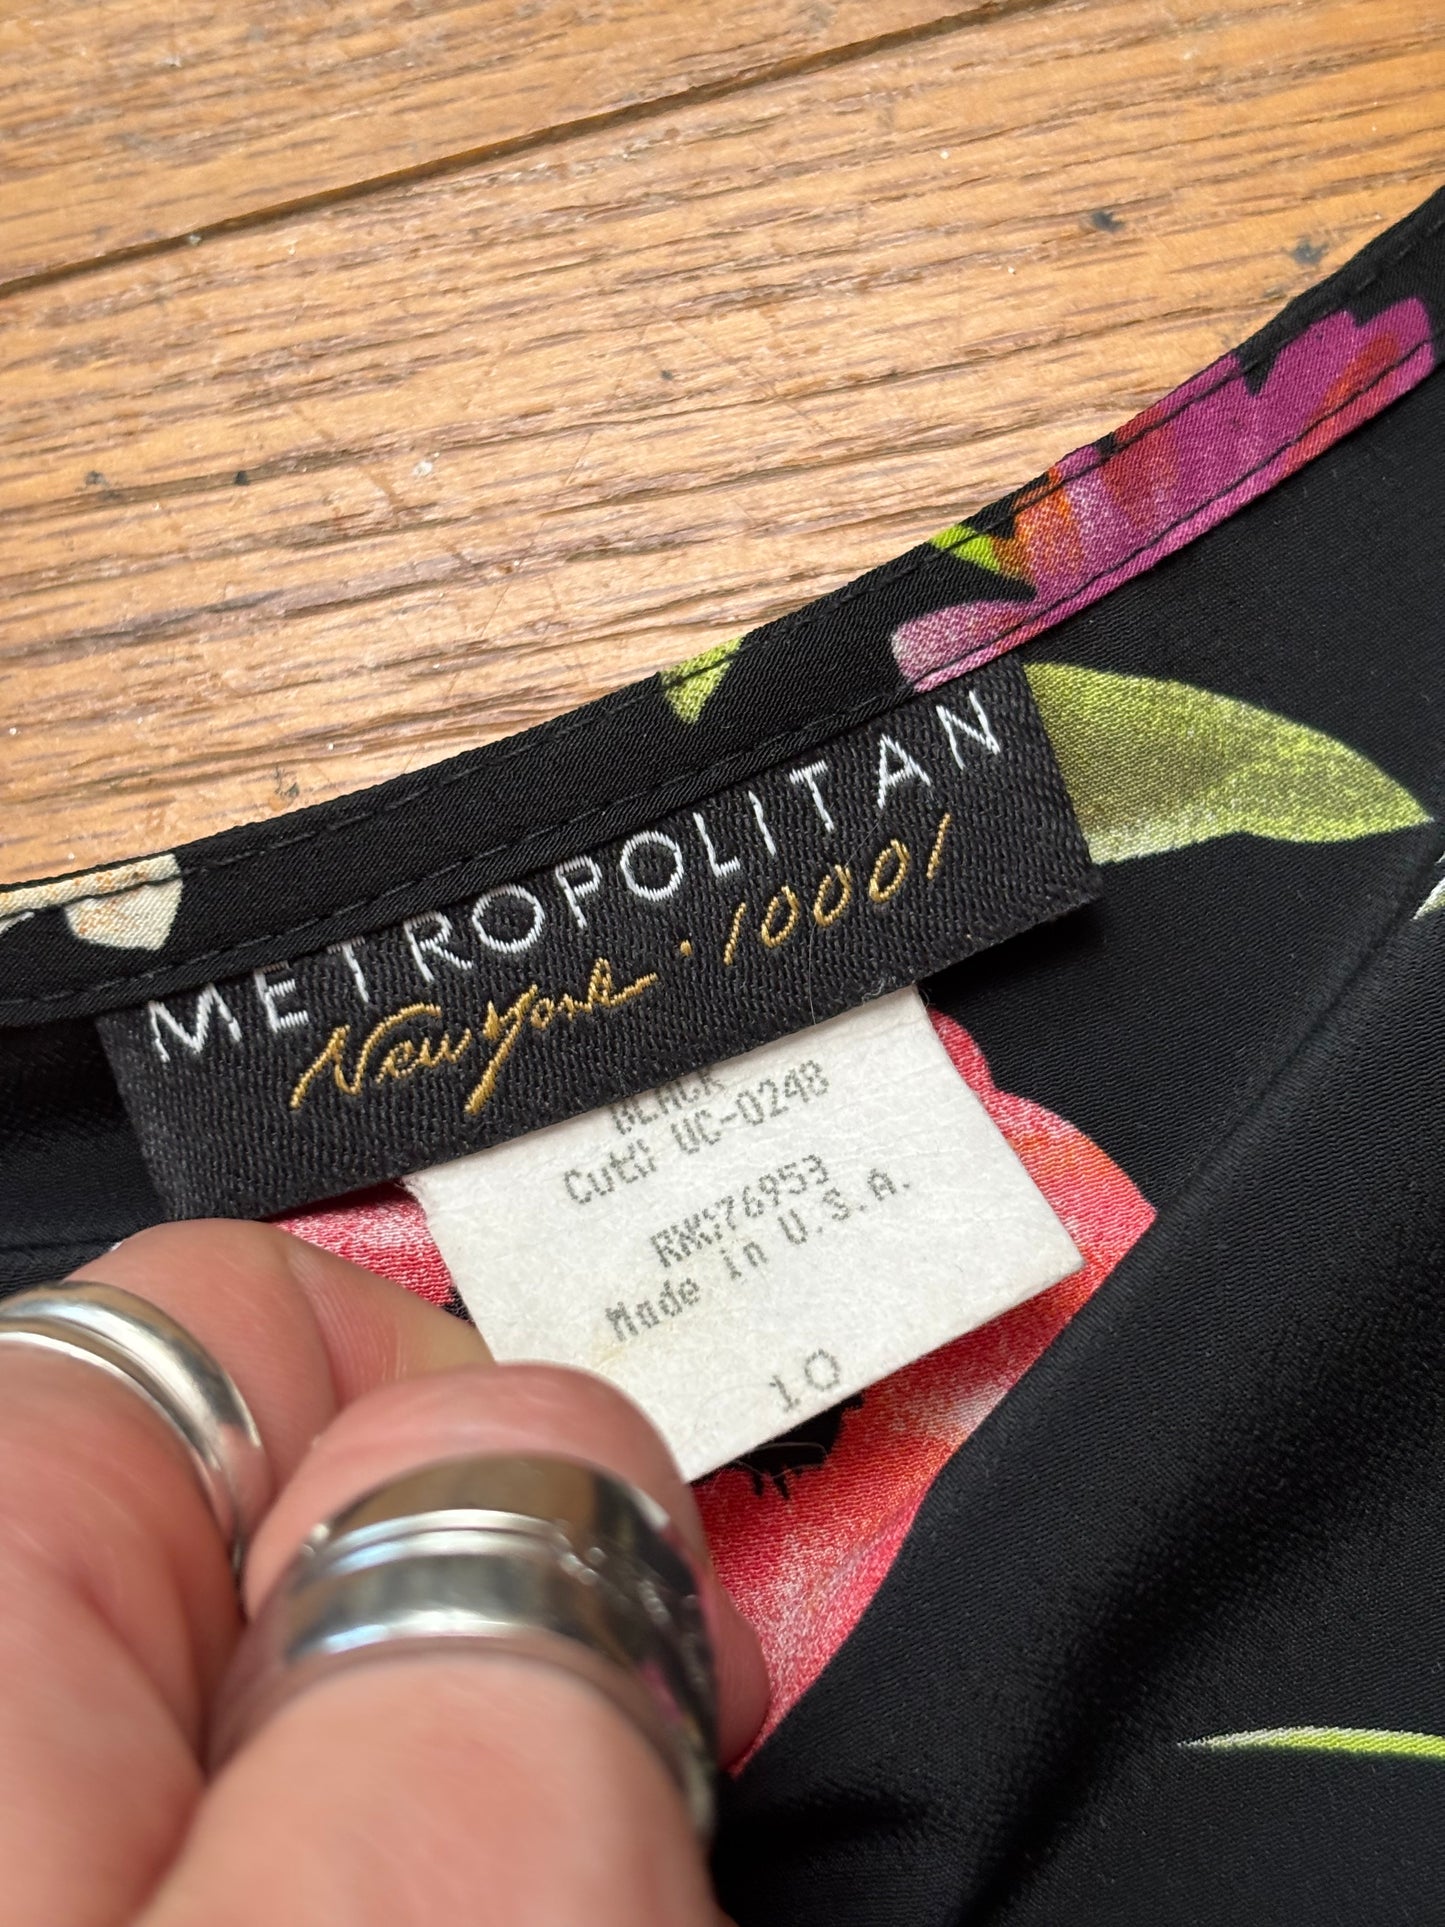 METROPOLITAN
New York · 10001
BLACK
Cut# UC-0248
RN#76953
Made in U.S.A.
10